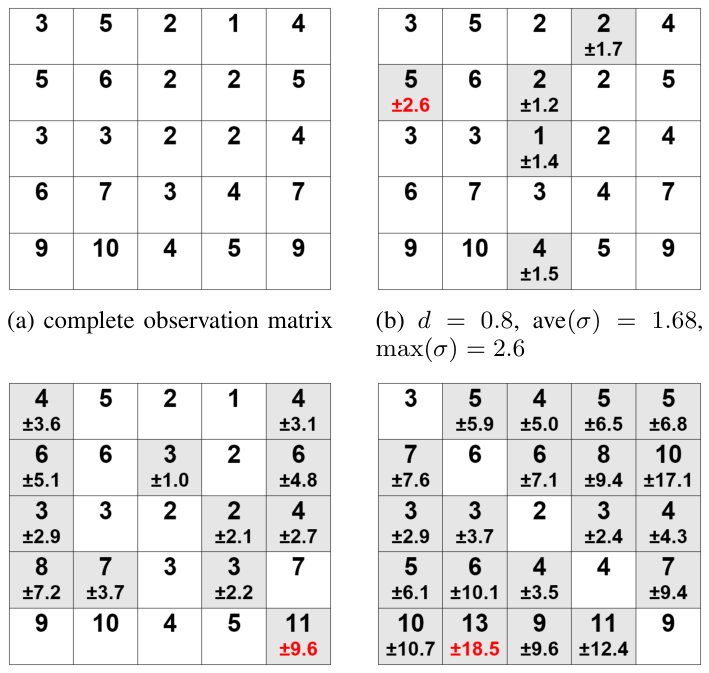 3 5 2 1 4
5 6 2 2 5
3 3 2 2 4
6 7 3 4 7
9 10 4 5 9
(a) complete observation matrix
3 5 2 2 4
±1.7
5 6 2 2 5
±2.6 ±1.2
3 3 1 2 4
±1.4
6 7 3 4 7
9 10 4 5 9
±1.5
(b) d = 0.8, ave(σ) = 1.68,
max(σ) = 2.6
4 5 2 1 4
±3.6 ±3.1
6 6 3 2 6
±5.1 ±1.0 ±4.8
3 3 2 2 4
±2.9 ±2.1 ±2.7
8 7 3 3 7
±7.2 ±3.7 ±2.2
9 10 4 5 11
±9.6
3 5 4 5 5
±5.9 ±5.0 ±6.5 ±6.8
7 6 6 8 10
±7.6 ±7.1 ±9.4 ±17.1
3 3 2 3 4
±2.9 ±3.7 ±2.4 ±4.3
5 6 4 4 7
±6.1 ±10.1 ±3.5 ±9.4
10 13 9 11 9
±10.7 ±18.5 ±9.6 ±12.4